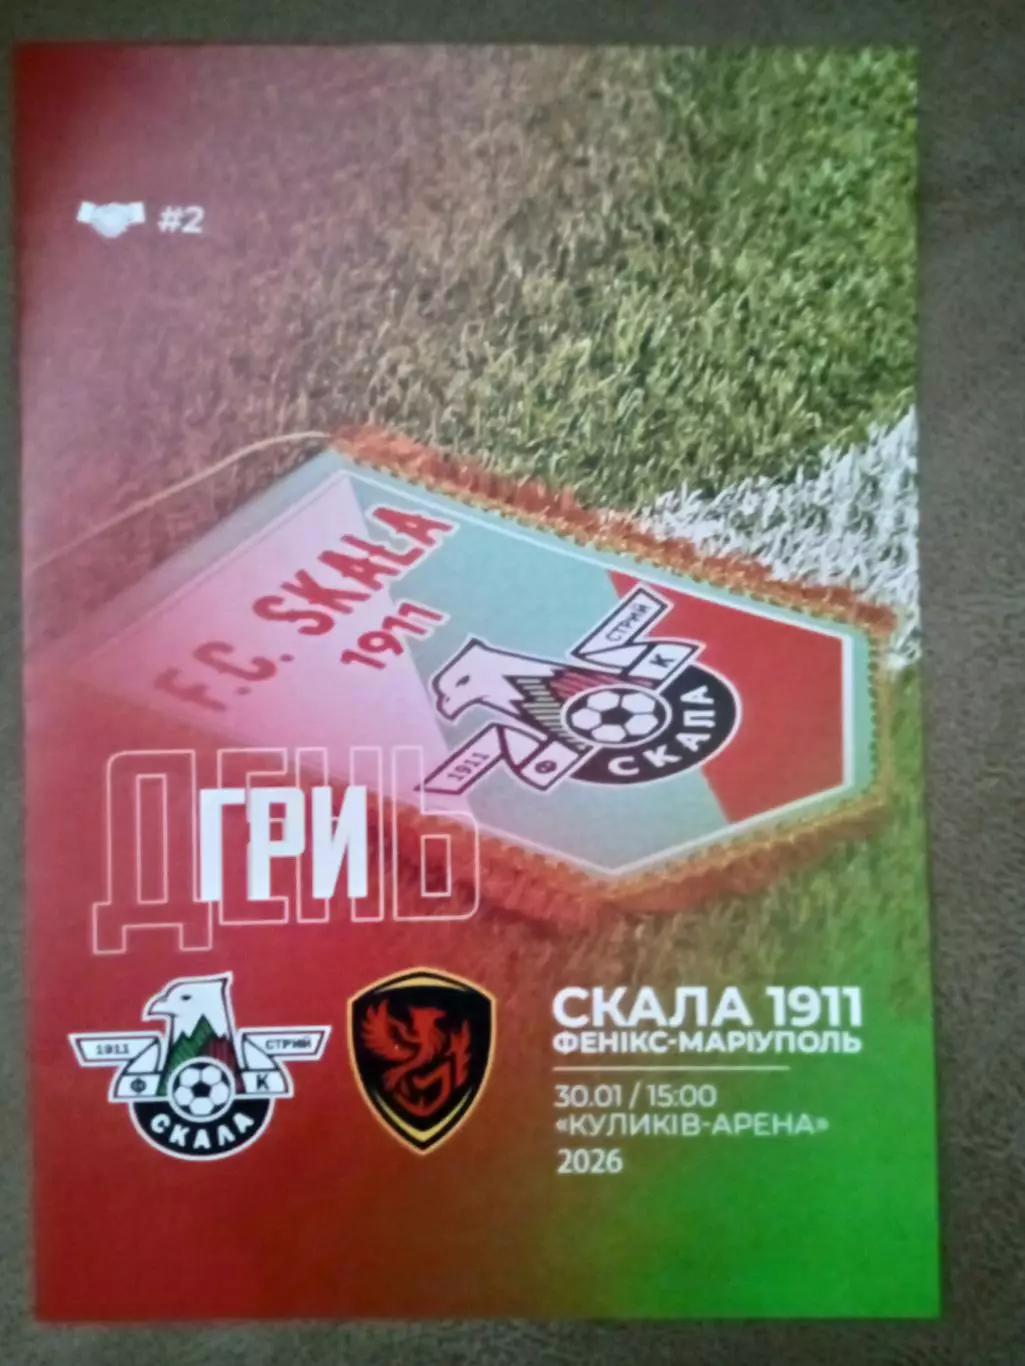 #2
F.C. SKAŁA
1911
СТРИЙ
К
1911
Ф
СКАЛА
ДЕНЬ
ГРИ
1911
СТРИЙ
Ф К
СКАЛА
СКАЛА 1911
ФЕНІКС-МАРІУПОЛЬ
30.01 / 15:00
«КУЛИКІВ-АРЕНА»
2026